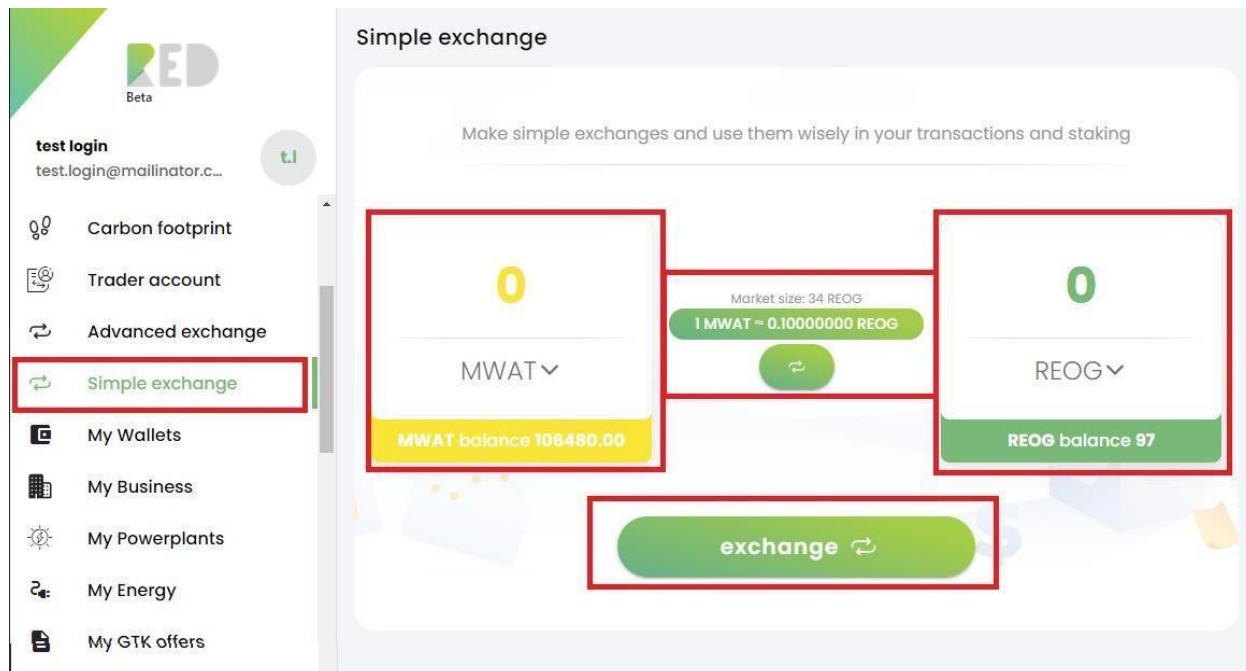 RED
Beta
test login
test.login@mailinator.c...
t.l
Carbon footprint
Trader account
Advanced exchange
Simple exchange
My Wallets
My Business
My Powerplants
My Energy
My GTK offers
Simple exchange
Make simple exchanges and use them wisely in your transactions and staking
0
MWAT
MWAT balance 106480.00
Market size: 34 REOG
1 MWAT ≈ 0.10000000 REOG
0
REOG
REOG balance 97
exchange